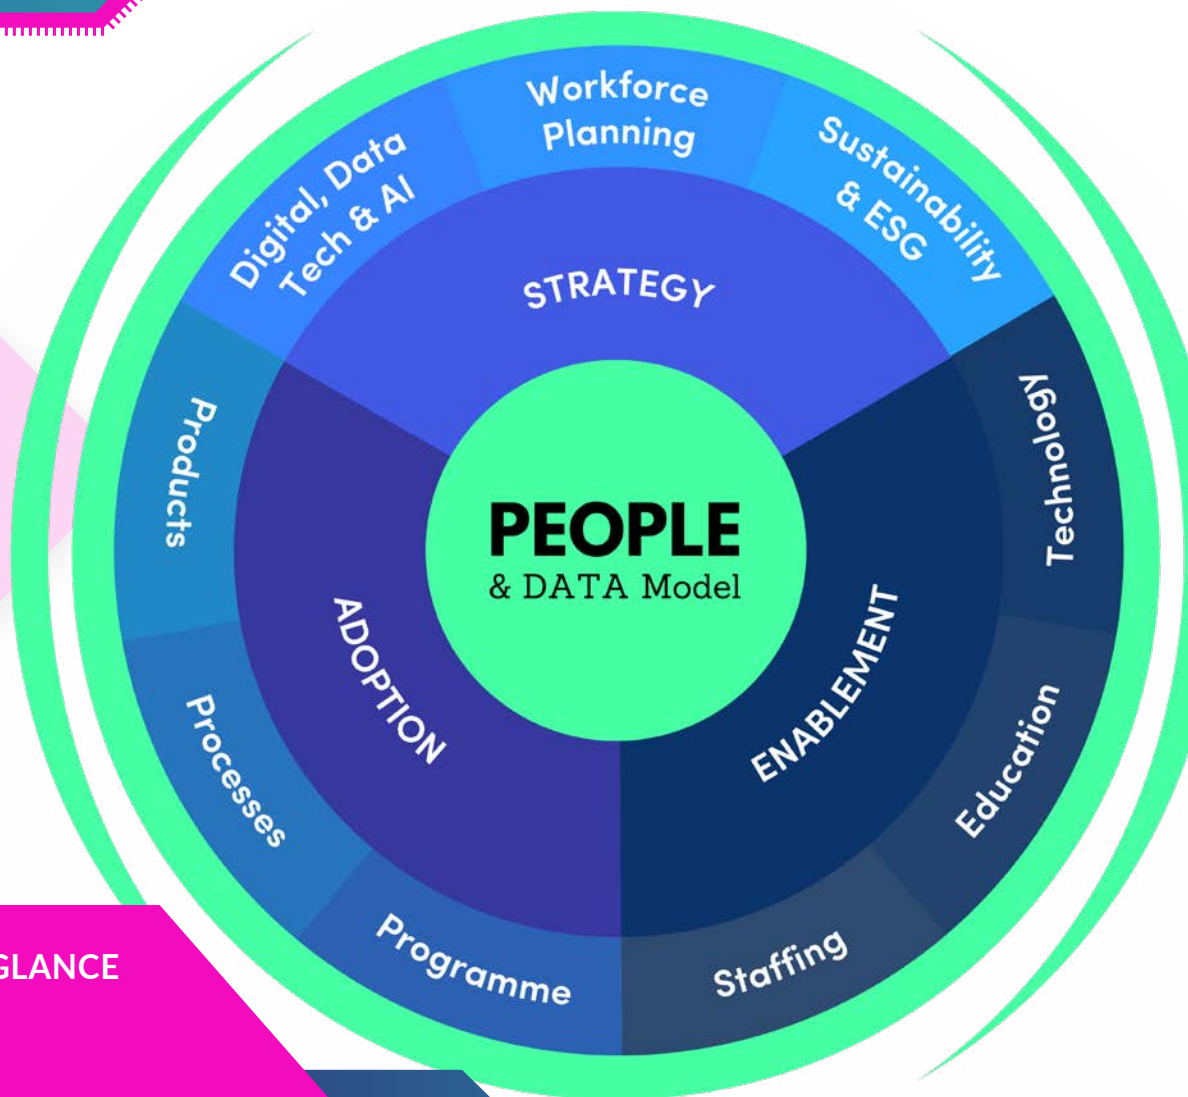 Workforce
Planning
Sustainability
& ESG
Digital, Data
Tech & AI
STRATEGY
Technology
Products
PEOPLE
& DATA Model
ADOPTION
ENABLEMENT
Education
Processes
Programme
Staffing
GLANCE